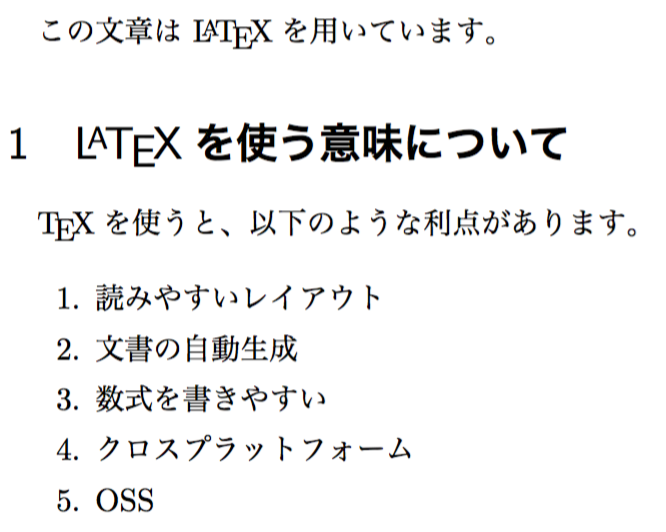 この文章は LATEX を用いています。
1 LATEX を使う意味について
TEX を使うと、以下のような利点があります。
1. 読みやすいレイアウト
2. 文書の自動生成
3. 数式を書きやすい
4. クロスプラットフォーム
5. OSS